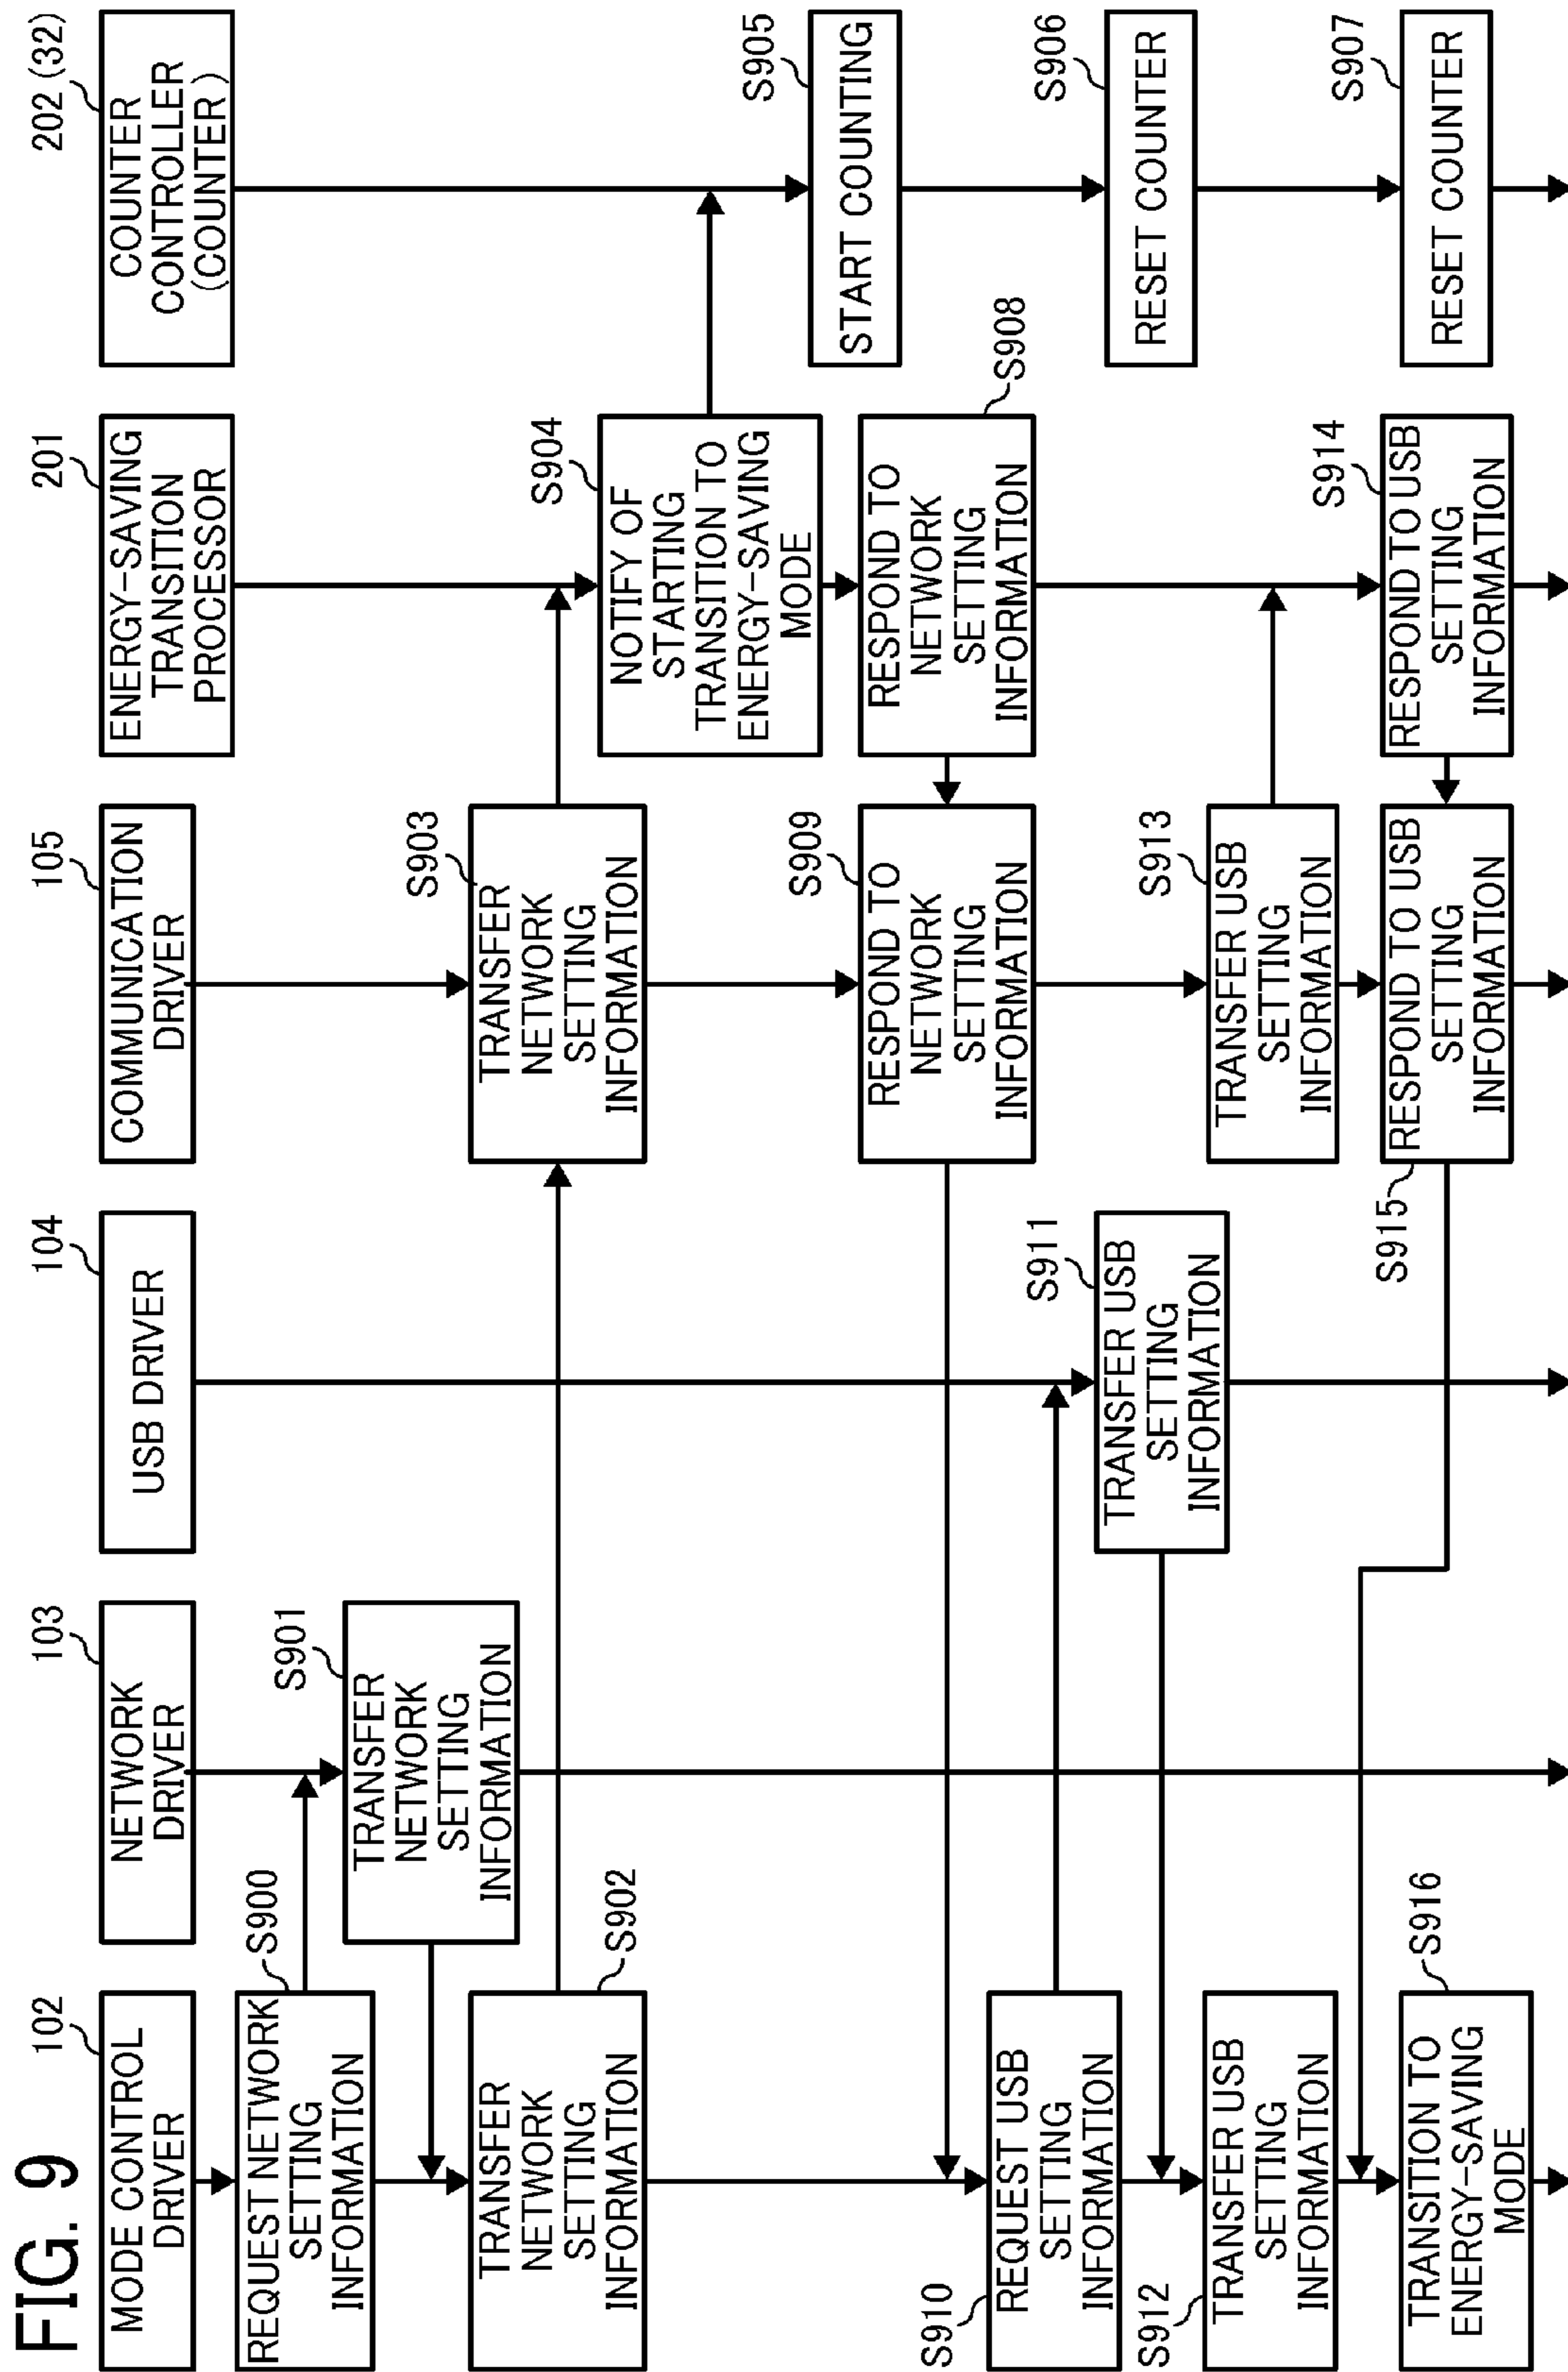 FIG. 9
102
MODE CONTROL
DRIVER
103
NETWORK
DRIVER
104
USB DRIVER
105
COMMUNICATION
DRIVER
201
ENERGY-SAVING
TRANSITION
PROCESSOR
202 (32)
COUNTER
CONTROLLER
(COUNTER)
S900
REQUEST NETWORK
SETTING
INFORMATION
S901
TRANSFER
NETWORK
SETTING
INFORMATION
S902
TRANSFER
NETWORK
SETTING
INFORMATION
S903
TRANSFER
NETWORK
SETTING
INFORMATION
S904
NOTIFY OF
STARTING
TRANSITION TO
ENERGY-SAVING
MODE
S905
START COUNTING
S906
RESET COUNTER
S907
RESET COUNTER
S908
RESPOND TO
NETWORK
SETTING
INFORMATION
S909
RESPOND TO
NETWORK
SETTING
INFORMATION
S910
REQUEST USB
SETTING
INFORMATION
S911
TRANSFER USB
SETTING
INFORMATION
S912
TRANSFER USB
SETTING
INFORMATION
S913
TRANSFER USB
SETTING
INFORMATION
S914
RESPOND TO USB
SETTING
INFORMATION
S915
RESPOND TO USB
SETTING
INFORMATION
S916
TRANSITION TO
ENERGY-SAVING
MODE